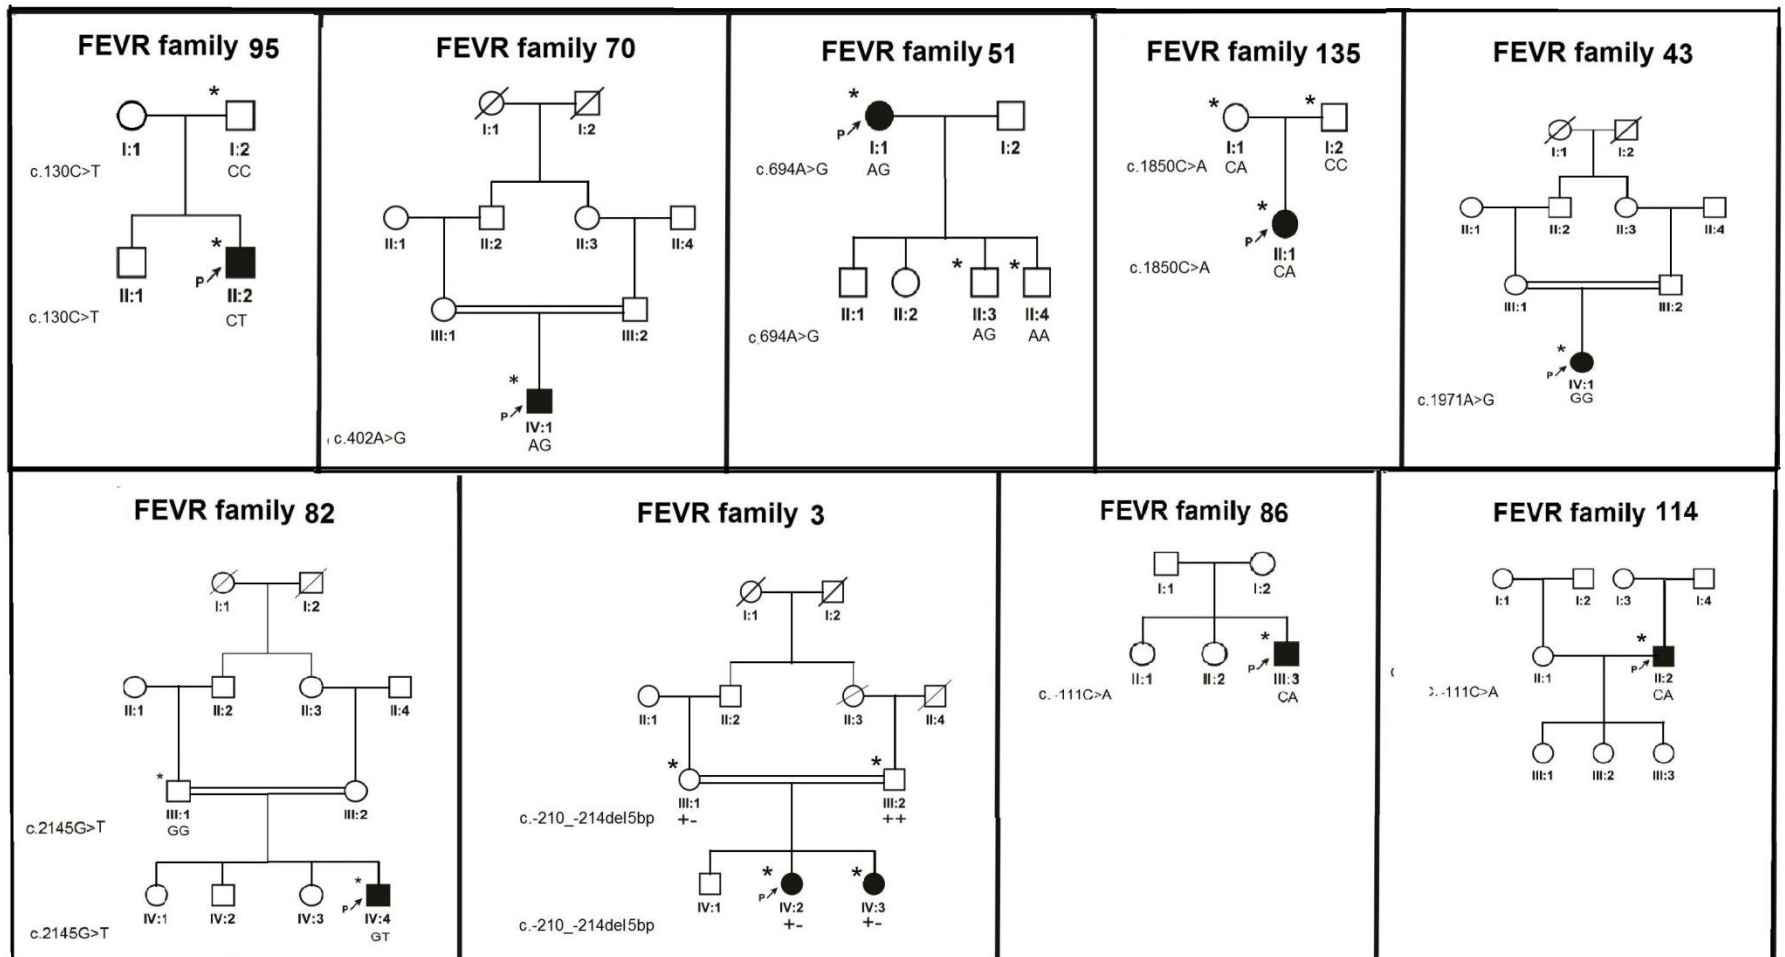 FEVR family 95
*
I:1 I:2
c.130C>T CC
*
P
II:1 II:2
c.130C>T CT
FEVR family 70
I:1 I:2
II:1 II:2 II:3 II:4
III:1 III:2
*
P
IV:1
c.402A>G AG
FEVR family 51
*
P
I:1 I:2
c.694A>G AG
* *
II:1 II:2 II:3 II:4
c.694A>G AG AA
FEVR family 135
* *
I:1 I:2
c.1850C>A CA CC
*
P
II:1
c.1850C>A CA
FEVR family 43
I:1 I:2
II:1 II:2 II:3 II:4
III:1 III:2
*
P
IV:1
c.1971A>G GG
FEVR family 82
I:1 I:2
II:1 II:2 II:3 II:4
*
III:1 III:2
c.2145G>T GG
*
P
IV:1 IV:2 IV:3 IV:4
c.2145G>T GT
FEVR family 3
I:1 I:2
II:1 II:2 II:3 II:4
* *
III:1 III:2
c.-210_-214del5bp +- ++
* *
P
IV:1 IV:2 IV:3
c.-210_-214del5bp +- +-
FEVR family 86
I:1 I:2
*
P
II:1 II:2 III:3
c.-111C>A CA
FEVR family 114
I:1 I:2 I:3 I:4
*
P
II:1 II:2
-111C>A CA
III:1 III:2 III:3